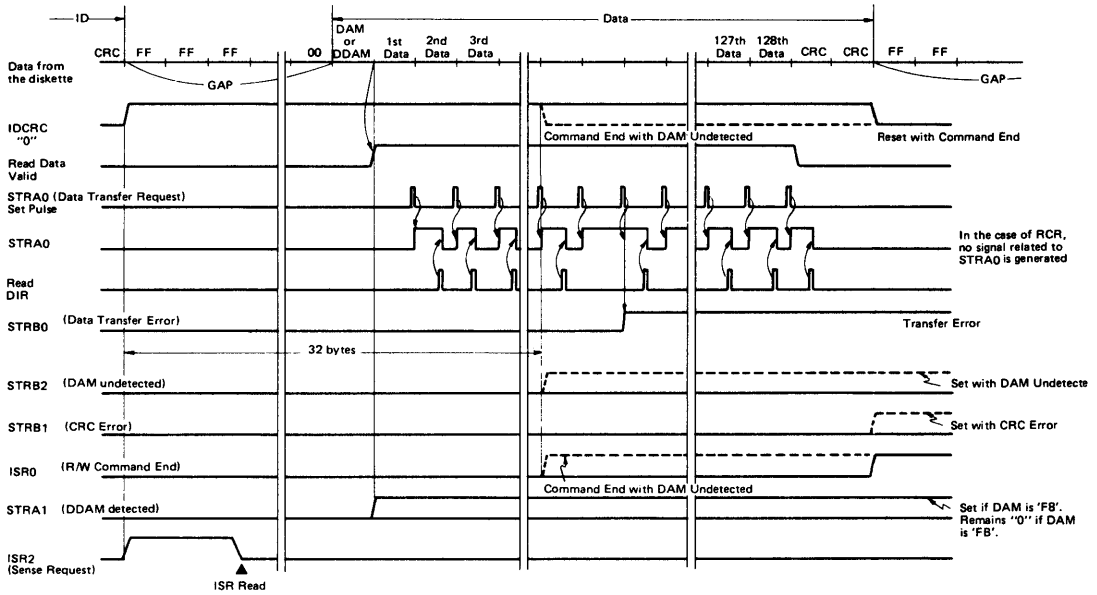 ID
Data
CRC FF FF FF 00 DAM or DDAM 1st Data 2nd Data 3rd Data 127th Data 128th Data CRC CRC FF FF
Data from the diskette
GAP
GAP
IDCRC "0"
Command End with DAM Undetected
Reset with Command End
Read Data Valid
STRA0 (Data Transfer Request) Set Pulse
STRA0
In the case of RCR,
no signal related to
STRA0 is generated
Read DIR
STRB0 (Data Transfer Error)
Transfer Error
32 bytes
STRB2 (DAM undetected)
Set with DAM Undetecte
STRB1 (CRC Error)
Set with CRC Error
ISR0 (R/W Command End)
Command End with DAM Undetected
STRA1 (DDAM detected)
Set if DAM is 'F8'.
Remains "0" if DAM
is 'FB'.
ISR2
(Sense Request)
ISR Read